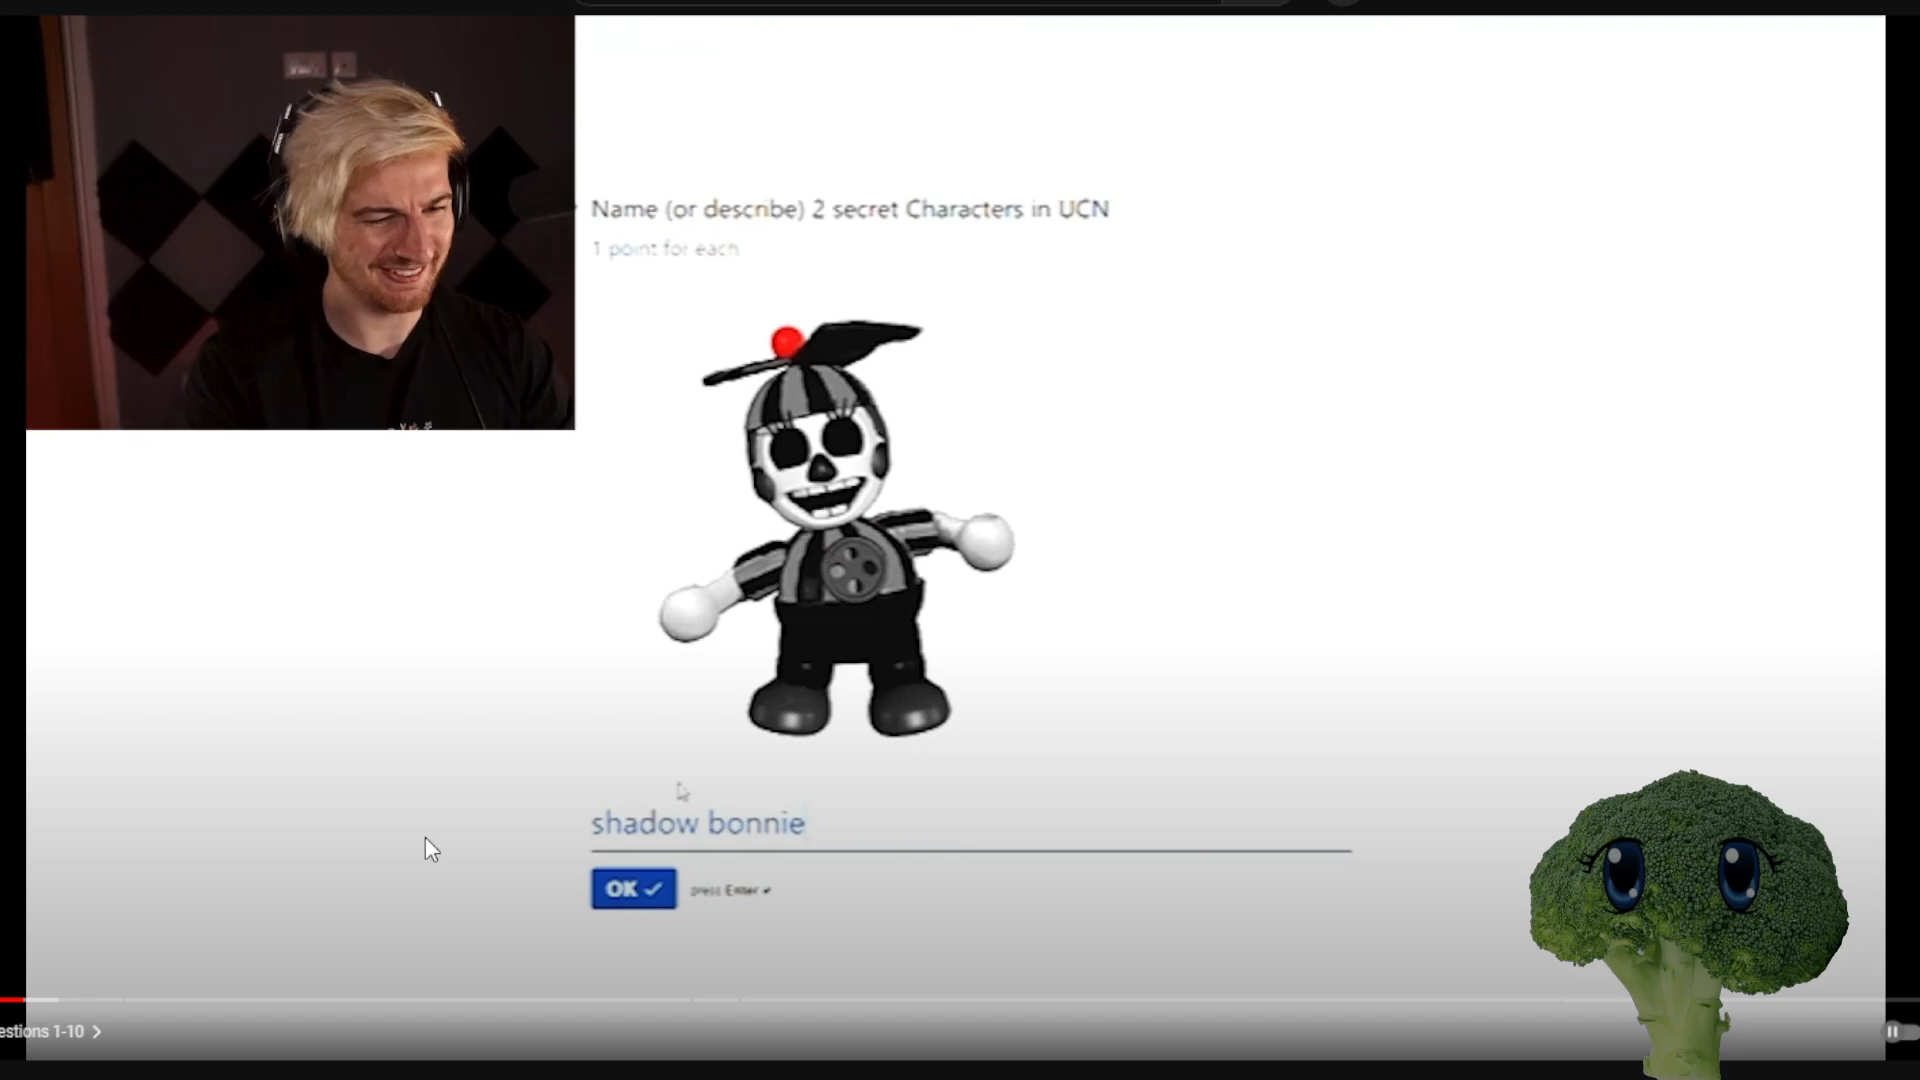 Name (or describe) 2 secret Characters in UCN
1 point for each
shadow bonnie
OK
press Enter
estions 1-10